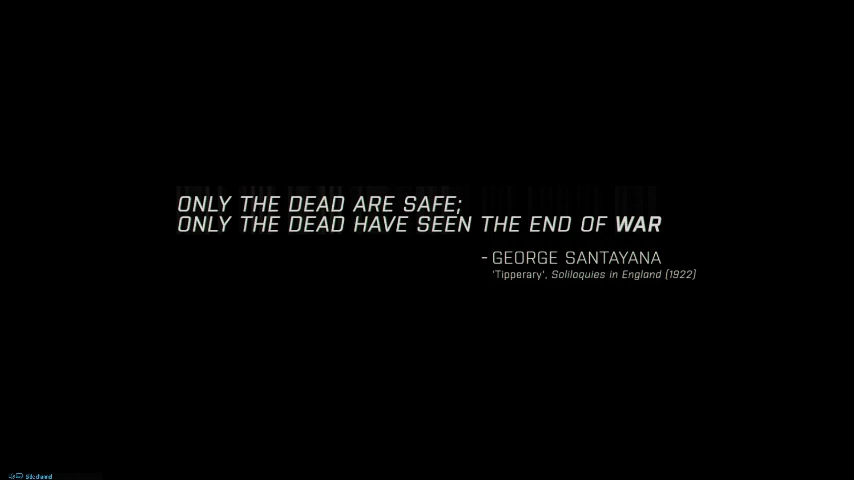 ONLY THE DEAD ARE SAFE;
ONLY THE DEAD HAVE SEEN THE END OF WAR
- GEORGE SANTAYANA
'Tipperary', Soliloquies in England (1922)